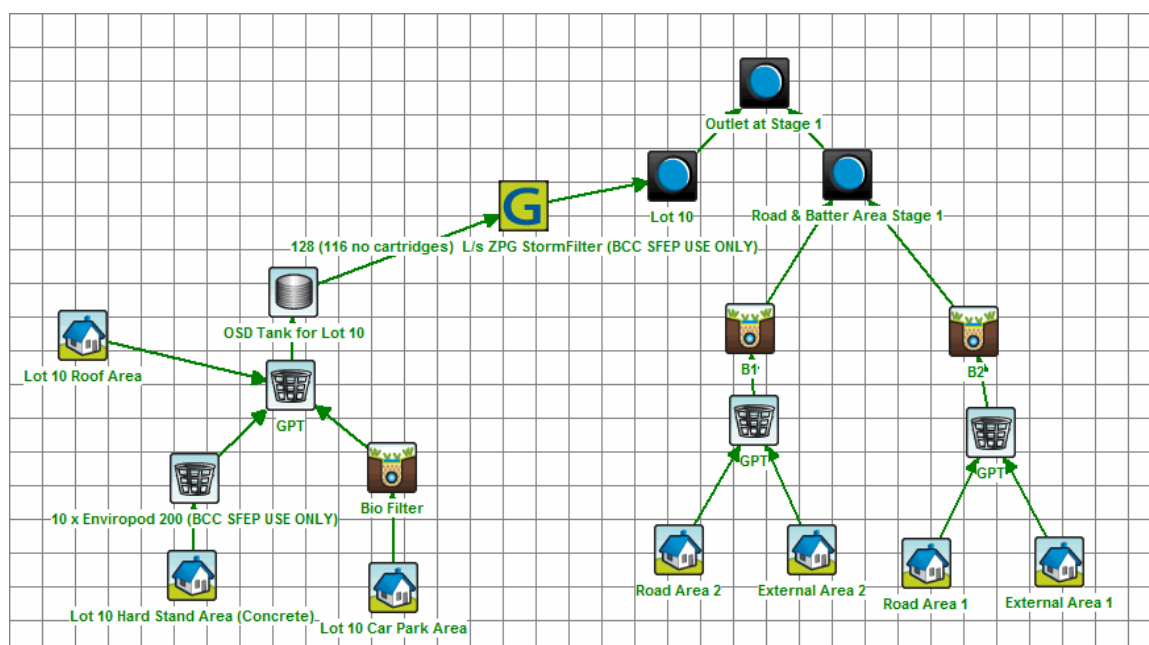 Outlet at Stage 1
Lot 10
Road & Batter Area Stage 1
G
128 (116 no cartridges) L/s ZPG StormFilter (BCC SFEP USE ONLY)
OSD Tank for Lot 10
Lot 10 Roof Area
B1
B2
GPT
GPT
GPT
10 x Enviropod 200 (BCC SFEP USE ONLY)
Bio Filter
Road Area 2
External Area 2
Road Area 1
External Area 1
Lot 10 Hard Stand Area (Concrete)
Lot 10 Car Park Area